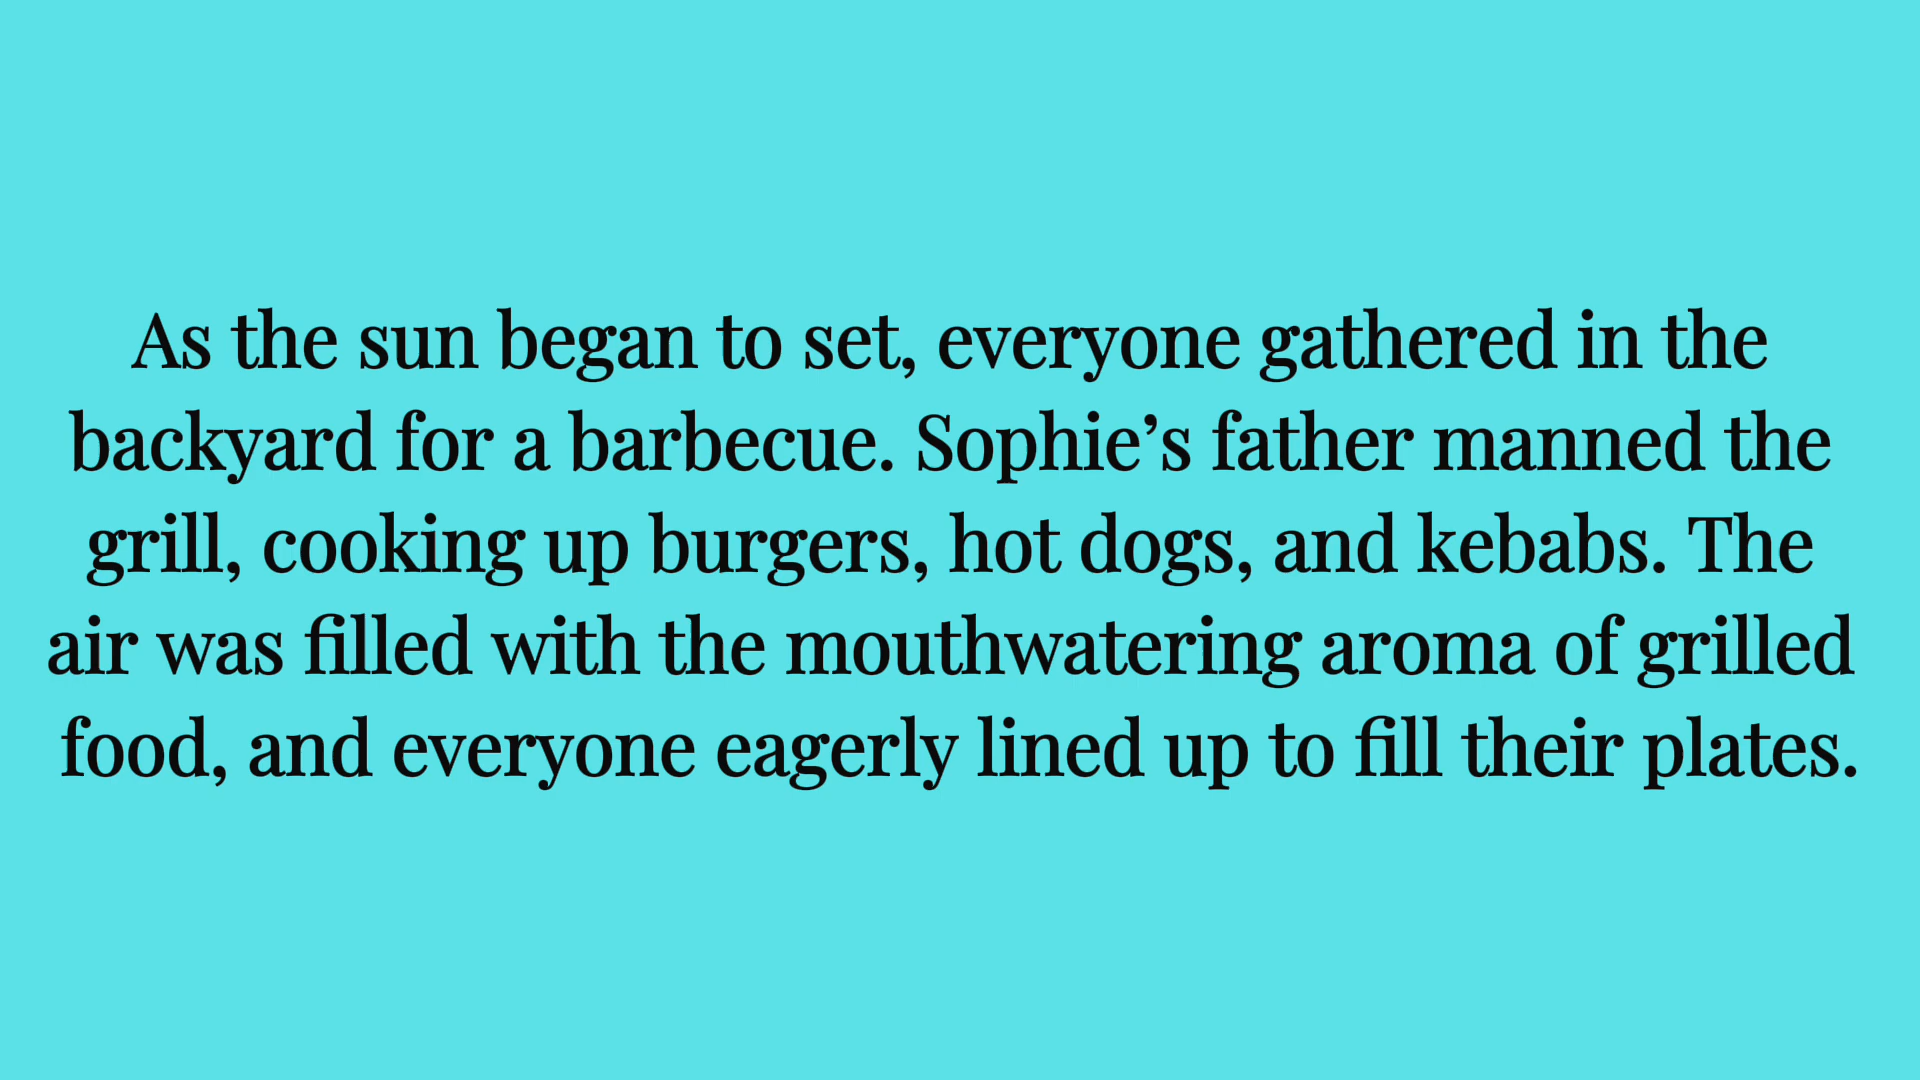 As the sun began to set, everyone gathered in the
backyard for a barbecue. Sophie’s father manned the
grill, cooking up burgers, hot dogs, and kebabs. The
air was filled with the mouthwatering aroma of grilled
food, and everyone eagerly lined up to fill their plates.